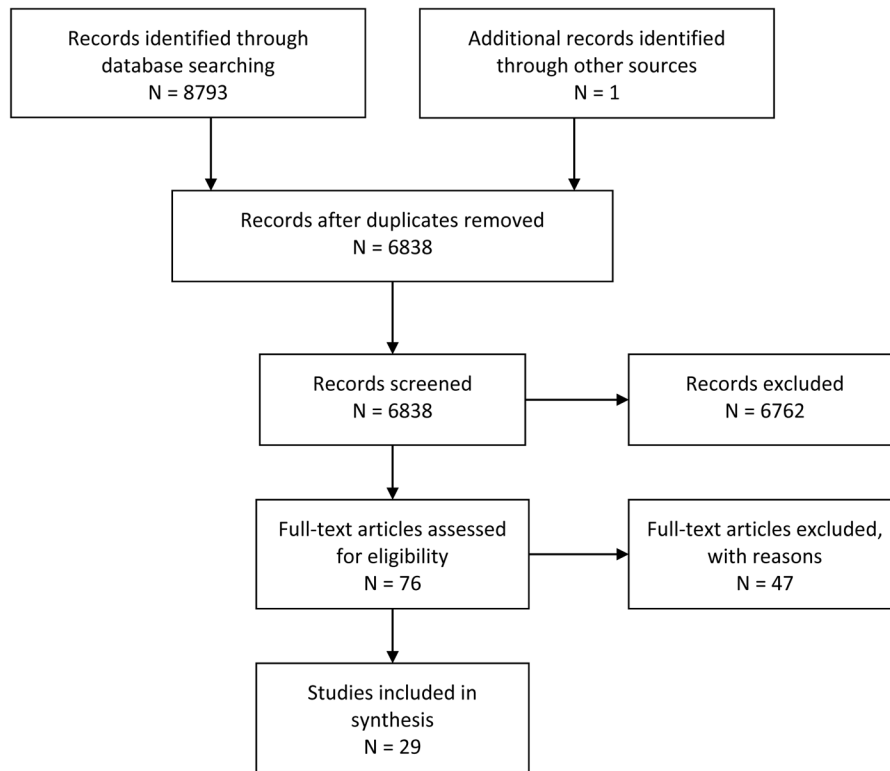 Records identified through
database searching
N = 8793
Additional records identified
through other sources
N = 1
Records after duplicates removed
N = 6838
Records screened
N = 6838
Records excluded
N = 6762
Full-text articles assessed
for eligibility
N = 76
Full-text articles excluded,
with reasons
N = 47
Studies included in
synthesis
N = 29